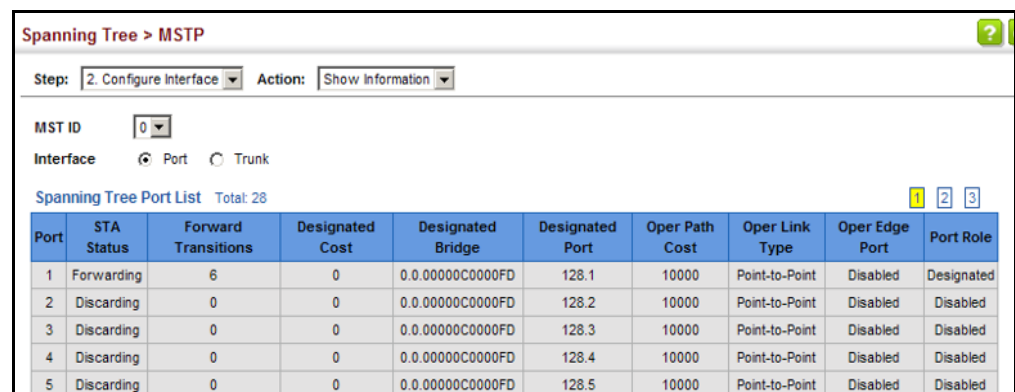 Spanning Tree > MSTP
?
Step: 2. Configure Interface Action: Show Information
MST ID 0
Interface Port Trunk
Spanning Tree Port List Total: 28 1 2 3
Port STA Status Forward Transitions Designated Cost Designated Bridge Designated Port Oper Path Cost Oper Link Type Oper Edge Port Port Role
1 Forwarding 6 0 0.0.00000C0000FD 128.1 10000 Point-to-Point Disabled Designated
2 Discarding 0 0 0.0.00000C0000FD 128.2 10000 Point-to-Point Disabled Disabled
3 Discarding 0 0 0.0.00000C0000FD 128.3 10000 Point-to-Point Disabled Disabled
4 Discarding 0 0 0.0.00000C0000FD 128.4 10000 Point-to-Point Disabled Disabled
5 Discarding 0 0 0.0.00000C0000FD 128.5 10000 Point-to-Point Disabled Disabled